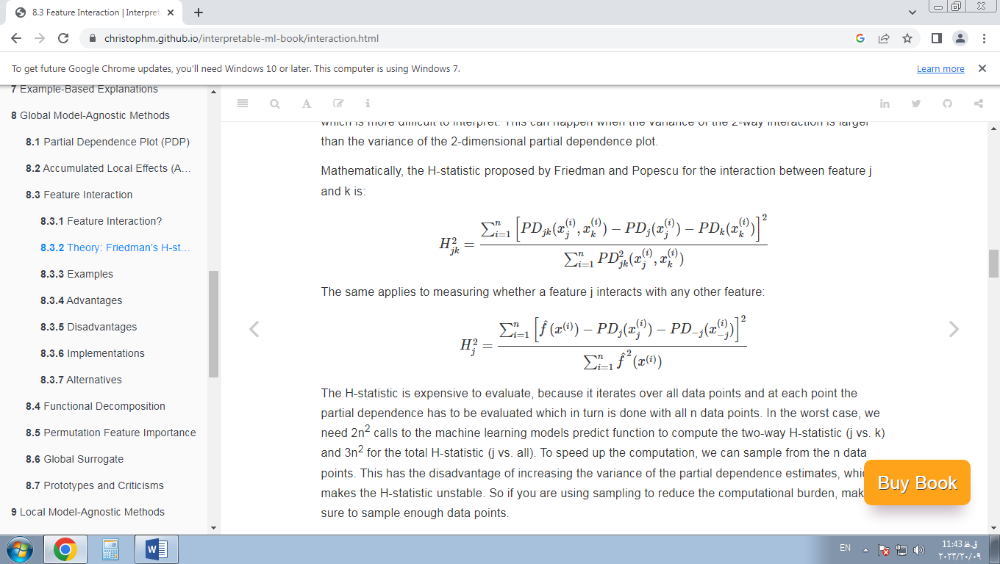 8.3 Feature Interaction | Interpret
christophm.github.io/interpretable-ml-book/interaction.html
To get future Google Chrome updates, you'll need Windows 10 or later. This computer is using Windows 7.
Learn more
7 Example-Based Explanations
8 Global Model-Agnostic Methods
8.1 Partial Dependence Plot (PDP)
8.2 Accumulated Local Effects (A...
8.3 Feature Interaction
8.3.1 Feature Interaction?
8.3.2 Theory: Friedman's H-st...
8.3.3 Examples
8.3.4 Advantages
8.3.5 Disadvantages
8.3.6 Implementations
8.3.7 Alternatives
8.4 Functional Decomposition
8.5 Permutation Feature Importance
8.6 Global Surrogate
8.7 Prototypes and Criticisms
9 Local Model-Agnostic Methods
which is more difficult to interpret. This can happen when the variance of the 2-way interaction is larger
than the variance of the 2-dimensional partial dependence plot.
Mathematically, the H-statistic proposed by Friedman and Popescu for the interaction between feature j
and k is:
H²_{jk} = \frac{∑_{i=1}^{n} [PD_{jk}(x_j^{(i)}, x_k^{(i)}) − PD_j(x_j^{(i)}) − PD_k(x_k^{(i)})]²}{∑_{i=1}^{n} PD²_{jk}(x_j^{(i)}, x_k^{(i)})}
The same applies to measuring whether a feature j interacts with any other feature:
H²_j = \frac{∑_{i=1}^{n} [\hat{f}(x^{(i)}) − PD_j(x_j^{(i)}) − PD_{−j}(x_{−j}^{(i)})]²}{∑_{i=1}^{n} \hat{f}²(x^{(i)})}
The H-statistic is expensive to evaluate, because it iterates over all data points and at each point the
partial dependence has to be evaluated which in turn is done with all n data points. In the worst case, we
need 2n² calls to the machine learning models predict function to compute the two-way H-statistic (j vs. k)
and 3n² for the total H-statistic (j vs. all). To speed up the computation, we can sample from the n data
points. This has the disadvantage of increasing the variance of the partial dependence estimates, whi
makes the H-statistic unstable. So if you are using sampling to reduce the computational burden, mak
sure to sample enough data points.
Buy Book
EN
11:43 ق.ظ
٢٠٢٣/٢٠/٠٩